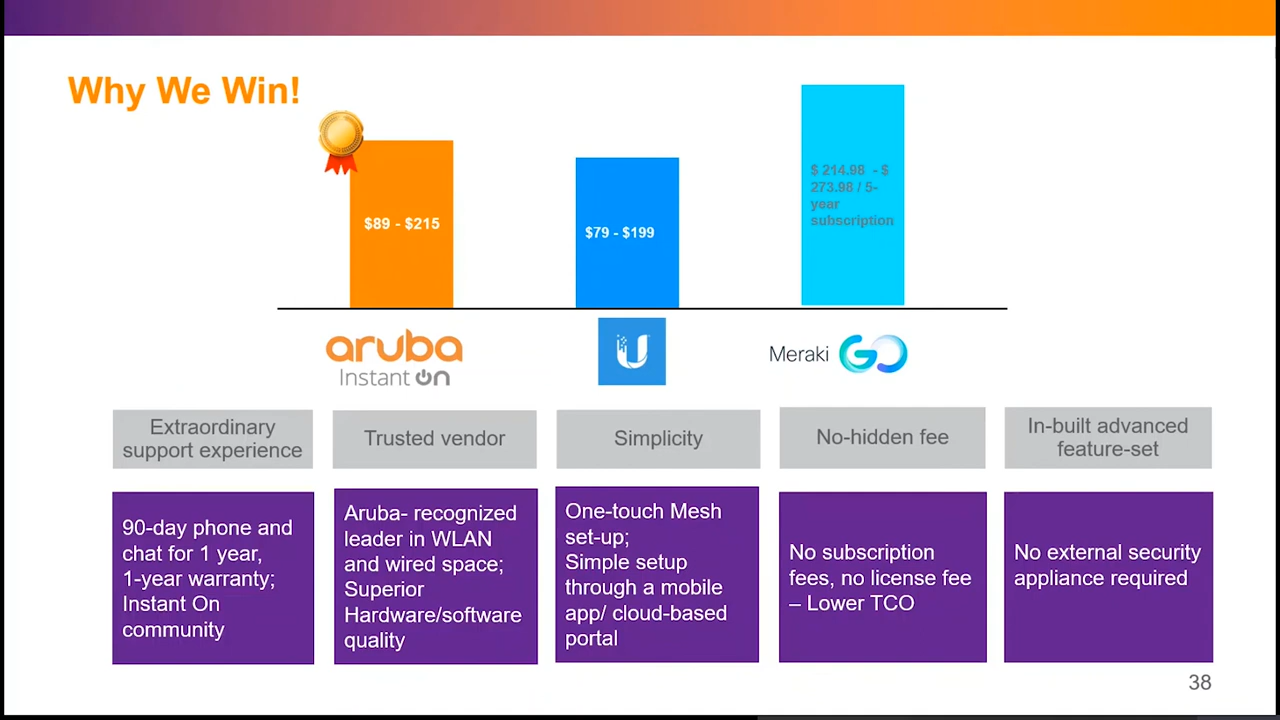 Why We Win!
$89 - $215
$79 - $199
$ 214.98 - $
273.98 / 5-
year
subscription
aruba
Instant On
U
Meraki GO
Extraordinary
support experience
Trusted vendor
Simplicity
No-hidden fee
In-built advanced
feature-set
90-day phone and
chat for 1 year,
1-year warranty;
Instant On
community
Aruba- recognized
leader in WLAN
and wired space;
Superior
Hardware/software
quality
One-touch Mesh
set-up;
Simple setup
through a mobile
app/ cloud-based
portal
No subscription
fees, no license fee
– Lower TCO
No external security
appliance required
38